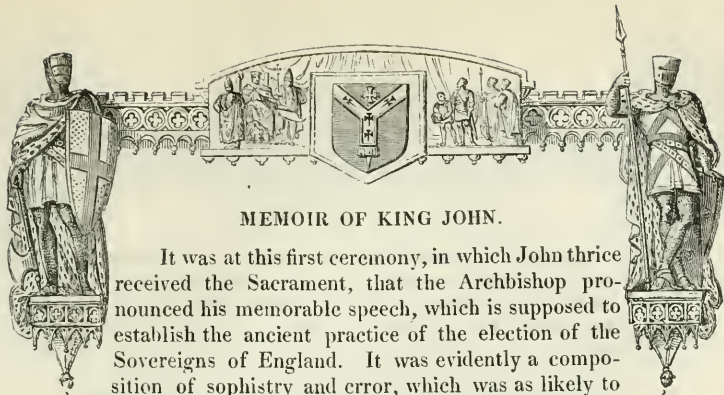 MEMOIR OF KING JOHN.
It was at this first ceremony, in which John thrice
received the Sacrament, that the Archbishop pro-
nounced his memorable speech, which is supposed to
establish the ancient practice of the election of the
Sovereigns of England. It was evidently a compo-
sition of sophistry and error, which was as likely to